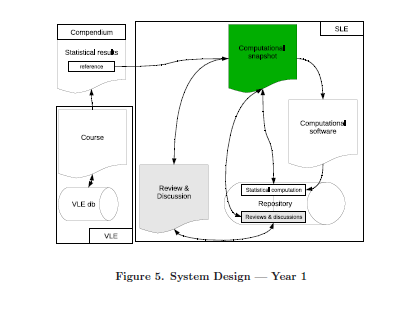 Compendium
SLE
Statistical results
reference
Computational
snapshot
Computational
software
Course
Review &
Discussion
Statistical computation
Repository
Reviews & discussions
VLE db
VLE
Figure 5. System Design — Year 1